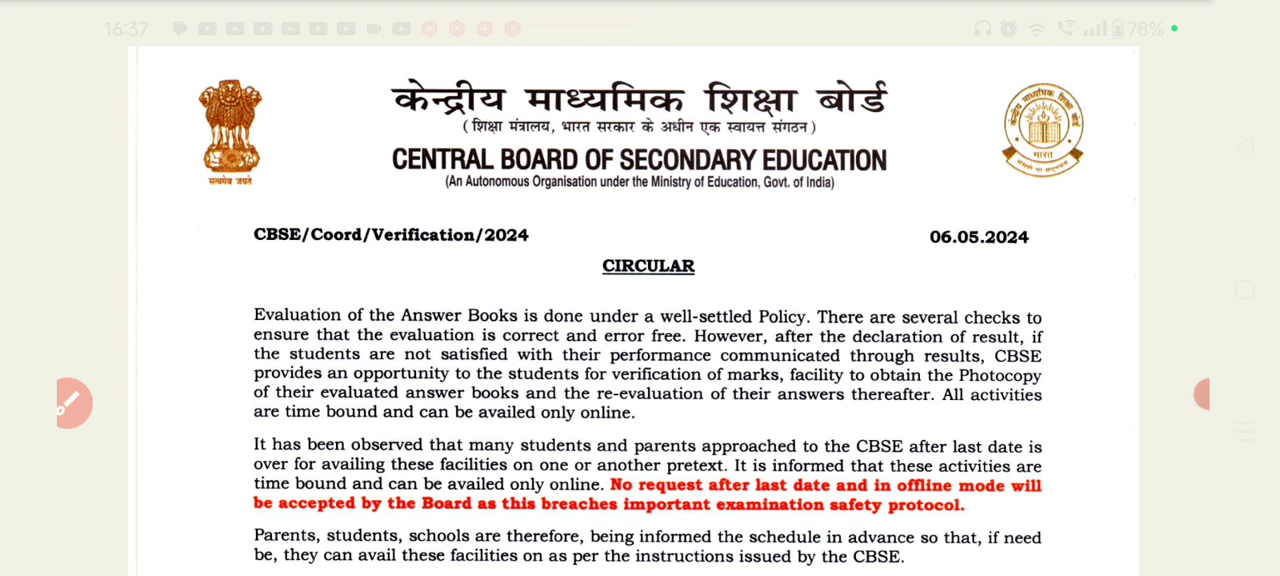 16:37
78%
केन्द्रीय माध्यमिक शिक्षा बोर्ड
(शिक्षा मंत्रालय, भारत सरकार के अधीन एक स्वायत्त संगठन)
CENTRAL BOARD OF SECONDARY EDUCATION
(An Autonomous Organisation under the Ministry of Education, Govt. of India)
सत्यमेव जयते
केन्द्रीय माध्यमिक शिक्षा बोर्ड
भारत
CBSE/Coord/Verification/2024
06.05.2024
CIRCULAR
Evaluation of the Answer Books is done under a well-settled Policy. There are several checks to
ensure that the evaluation is correct and error free. However, after the declaration of result, if
the students are not satisfied with their performance communicated through results, CBSE
provides an opportunity to the students for verification of marks, facility to obtain the Photocopy
of their evaluated answer books and the re-evaluation of their answers thereafter. All activities
are time bound and can be availed only online.
It has been observed that many students and parents approached to the CBSE after last date is
over for availing these facilities on one or another pretext. It is informed that these activities are
time bound and can be availed only online. No request after last date and in offline mode will
be accepted by the Board as this breaches important examination safety protocol.
Parents, students, schools are therefore, being informed the schedule in advance so that, if need
be, they can avail these facilities on as per the instructions issued by the CBSE.